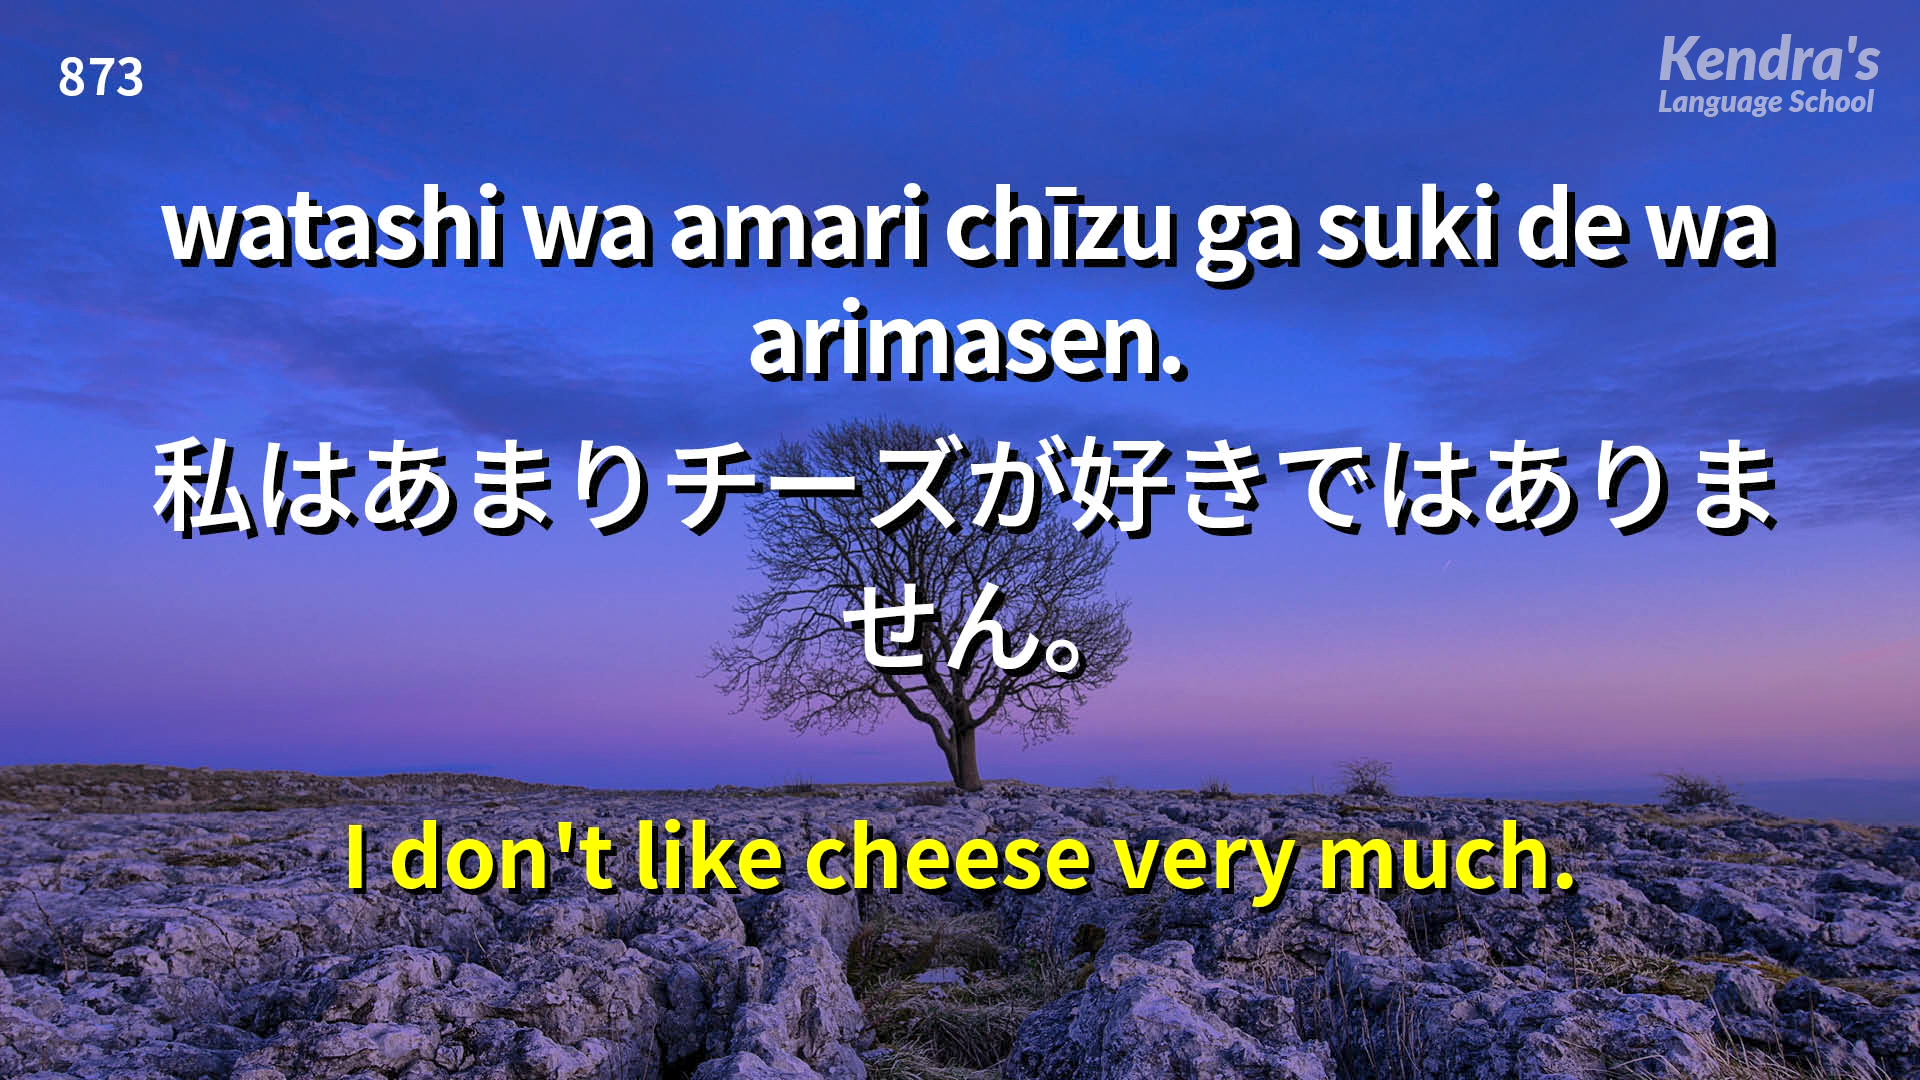 873
Kendra's
Language School
watashi wa amari chīzu ga suki de wa
arimasen.
私はあまりチーズが好きではありま
せん。
I don't like cheese very much.